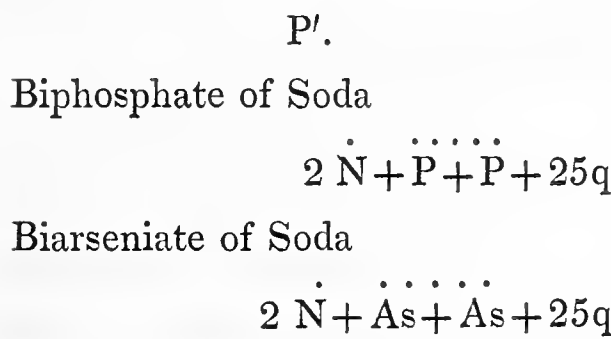 P′.
Biphosphate of Soda
2 Ṅ + P + P + 25q
Biarseniate of Soda
2 Ṅ + As + As + 25q